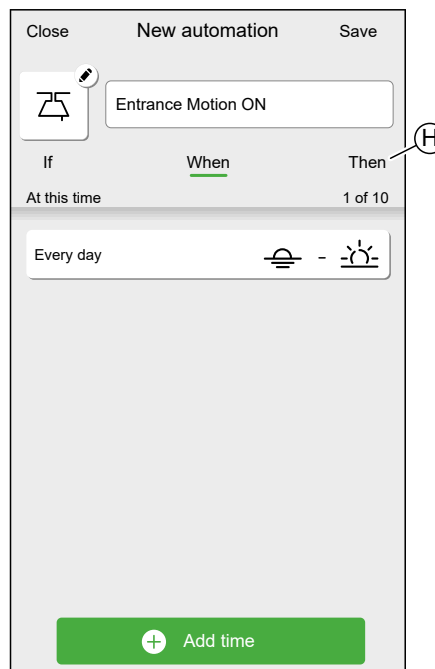 Close New automation Save
Entrance Motion ON
If When Then
H
At this time 1 of 10
Every day -
Add time